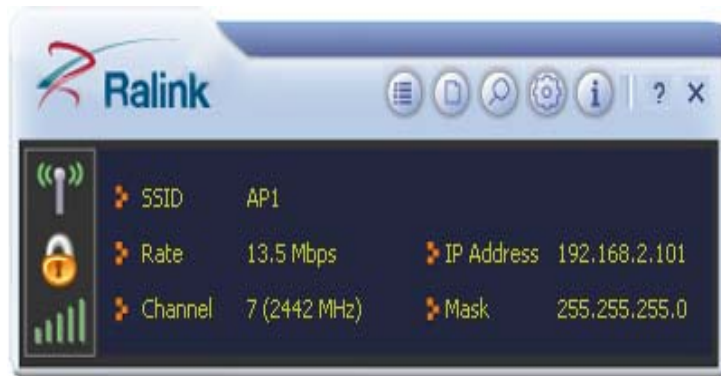 Ralink
i ? X
SSID AP1
Rate 13.5 Mbps IP Address 192.168.2.101
Channel 7 (2442 MHz) Mask 255.255.255.0